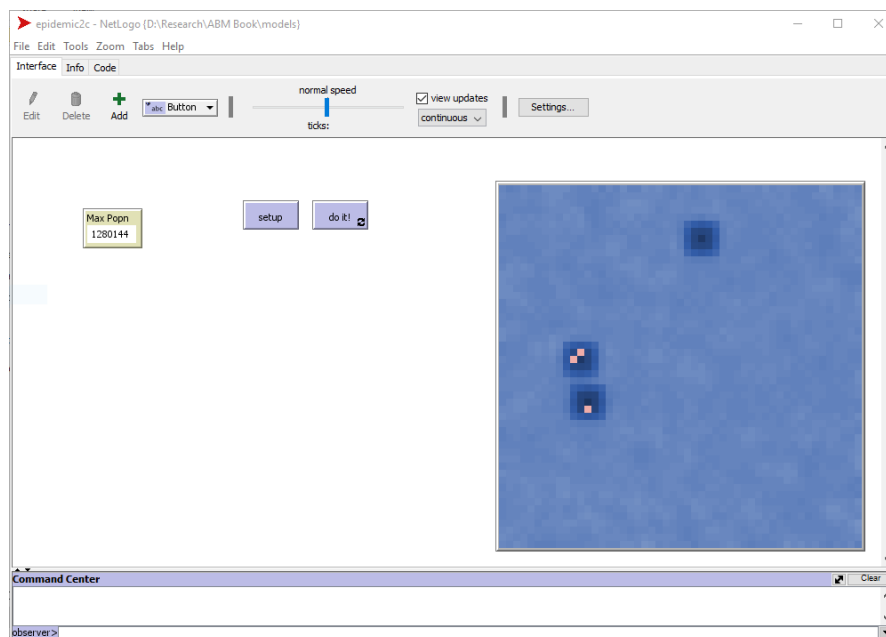 epidemic2c - NetLogo {D:\Research\ABM Book\models}
File Edit Tools Zoom Tabs Help
Interface Info Code
normal speed
view updates
Edit Delete Add abc Button continuous Settings...
ticks:
Max Popn
1280144
setup do it!
Command Center Clear
observer>